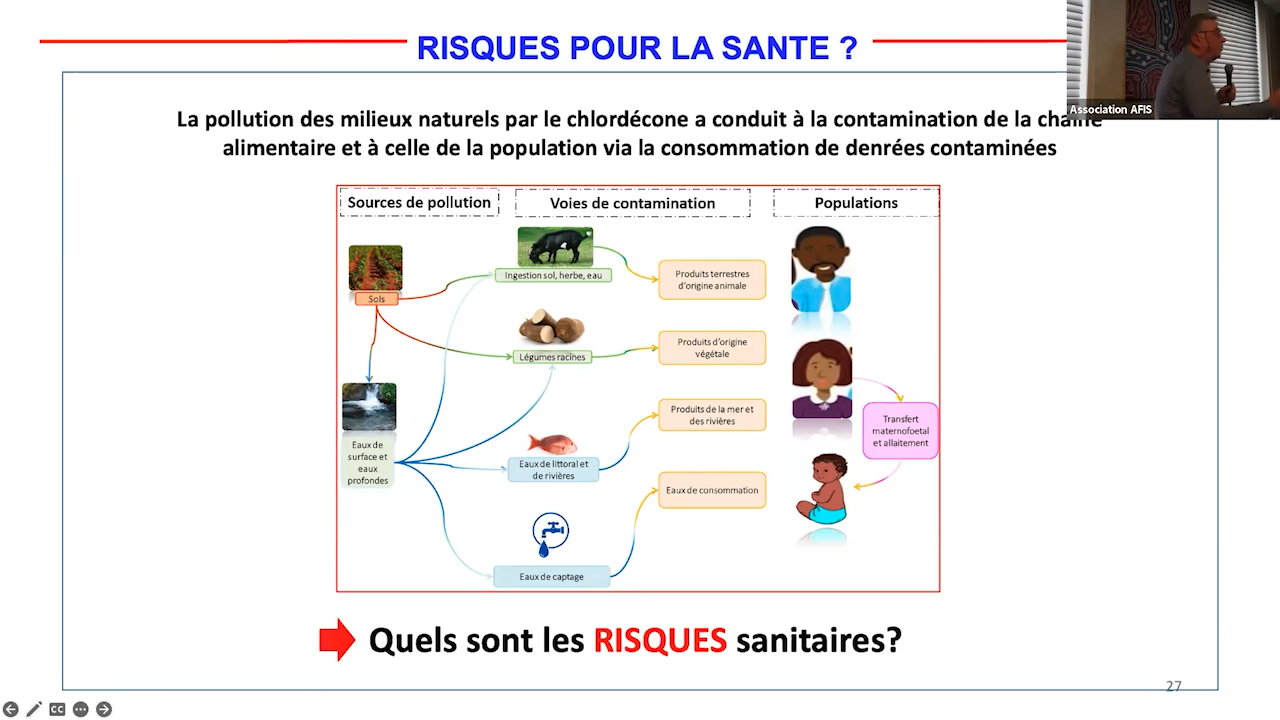 RISQUES POUR LA SANTE ?
Association AFIS
La pollution des milieux naturels par le chlordécone a conduit à la contamination de la chaîne
alimentaire et à celle de la population via la consommation de denrées contaminées
Sources de pollution
Voies de contamination
Populations
Ingestion sol, herbe, eau
Produits terrestres
d'origine animale
Sols
Légumes racines
Produits d'origine
végétale
Produits de la mer et
des rivières
Transfert
maternofoetal
et allaitement
Eaux de
surface et
eaux
profondes
Eaux de littoral et
de rivières
Eaux de consommation
Eaux de captage
Quels sont les RISQUES sanitaires?
27
CC